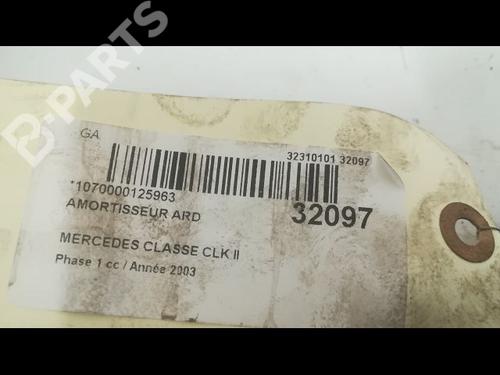 B-PARTS
GA
32310101 32097
*1070000125963
AMORTISSEUR ARD
32097
MERCEDES CLASSE CLK II
Phase 1 cc / Année 2003